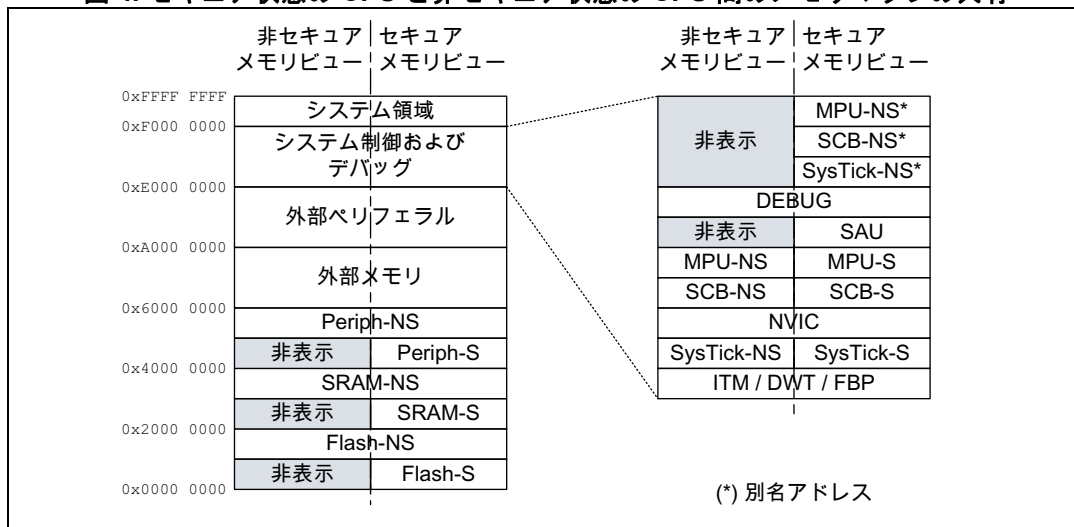 非セキュア セキュア 非セキュア セキュア
メモリビュー メモリビュー メモリビュー メモリビュー
0xFFFF FFFF
システム領域
0xF000 0000
システム制御および
デバッグ
0xE000 0000
外部ペリフェラル
0xA000 0000
外部メモリ
0x6000 0000
Periph-NS
非表示 Periph-S
0x4000 0000
SRAM-NS
非表示 SRAM-S
0x2000 0000
Flash-NS
非表示 Flash-S
0x0000 0000
MPU-NS*
非表示 SCB-NS*
SysTick-NS*
DEBUG
非表示 SAU
MPU-NS MPU-S
SCB-NS SCB-S
NVIC
SysTick-NS SysTick-S
ITM / DWT / FBP
(*) 別名アドレス